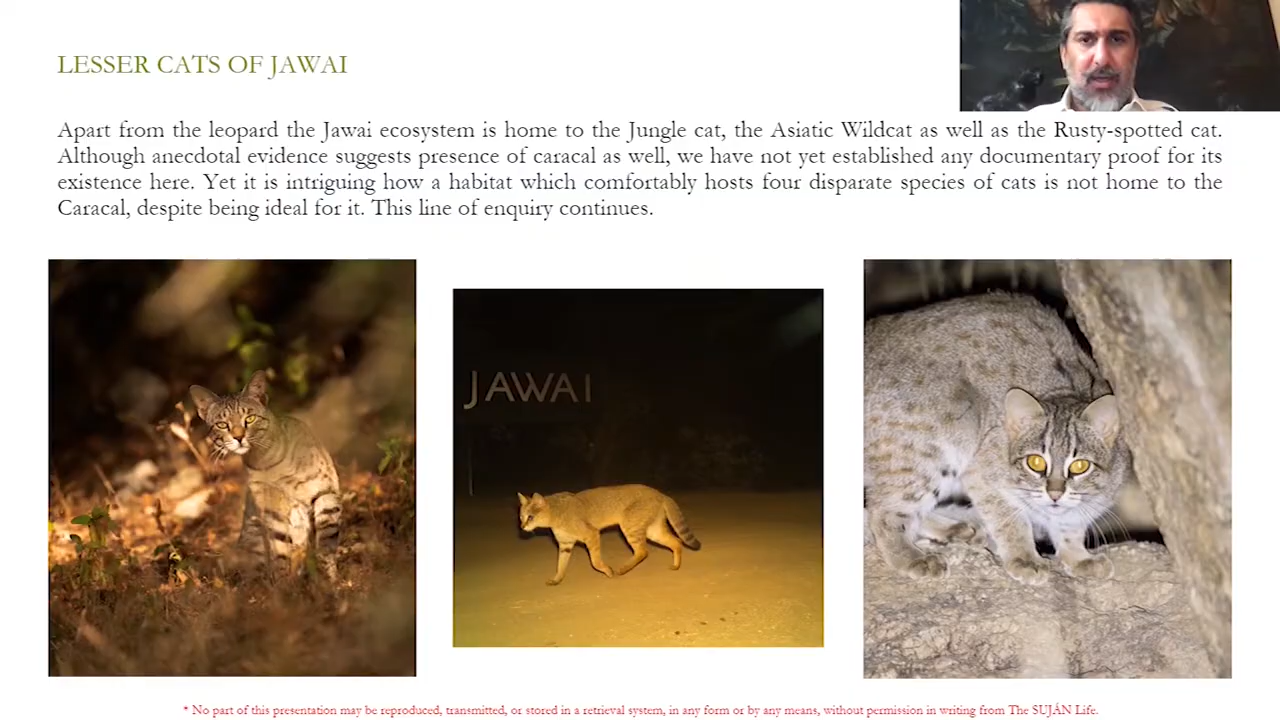 LESSER CATS OF JAWAI
Apart from the leopard the Jawai ecosystem is home to the Jungle cat, the Asiatic Wildcat as well as the Rusty-spotted cat.
Although anecdotal evidence suggests presence of caracal as well, we have not yet established any documentary proof for its
existence here. Yet it is intriguing how a habitat which comfortably hosts four disparate species of cats is not home to the
Caracal, despite being ideal for it. This line of enquiry continues.
JAWAI
* No part of this presentation may be reproduced, transmitted, or stored in a retrieval system, in any form or by any means, without permission in writing from The SUJÁN Life.